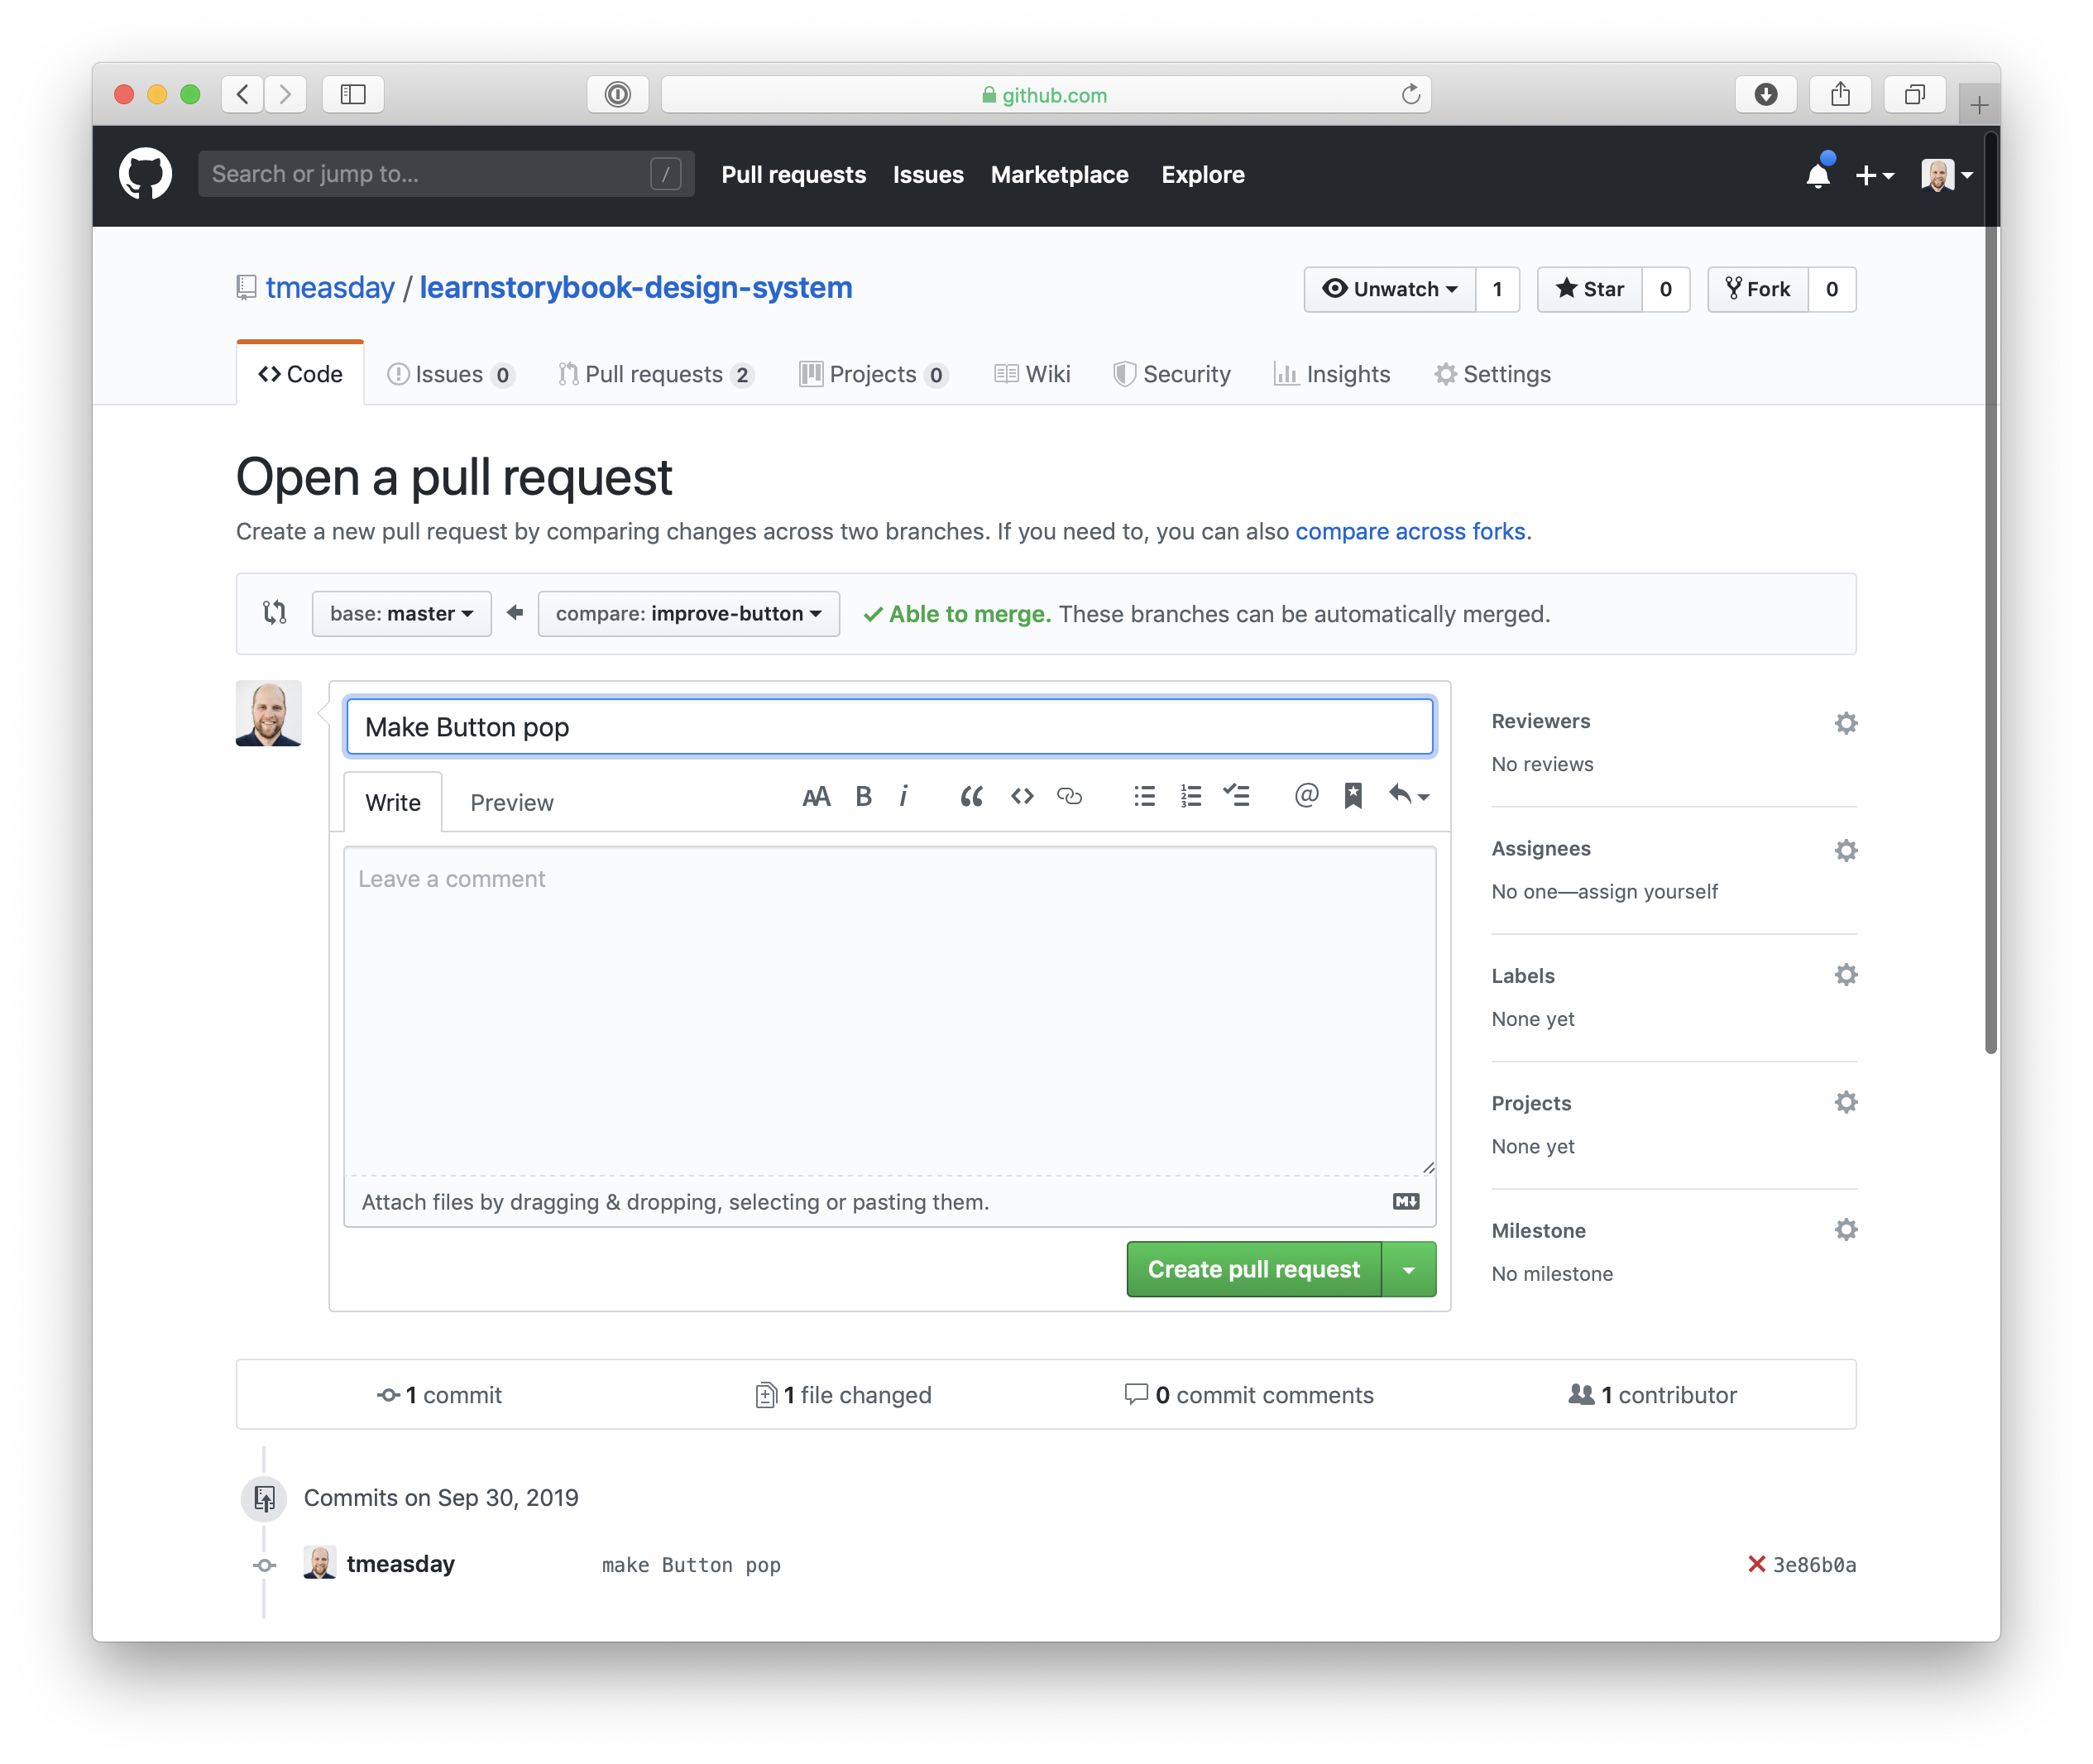 github.com
Search or jump to... /
Pull requests Issues Marketplace Explore
tmeasday / learnstorybook-design-system
Unwatch 1 Star 0 Fork 0
Code Issues 0 Pull requests 2 Projects 0 Wiki Security Insights Settings
Open a pull request
Create a new pull request by comparing changes across two branches. If you need to, you can also compare across forks.
base: master compare: improve-button Able to merge. These branches can be automatically merged.
Make Button pop
Write Preview
AA B i @
Leave a comment
Attach files by dragging & dropping, selecting or pasting them.
M
Create pull request
Reviewers
No reviews
Assignees
No one—assign yourself
Labels
None yet
Projects
None yet
Milestone
No milestone
1 commit 1 file changed 0 commit comments 1 contributor
Commits on Sep 30, 2019
tmeasday make Button pop 3e86b0a